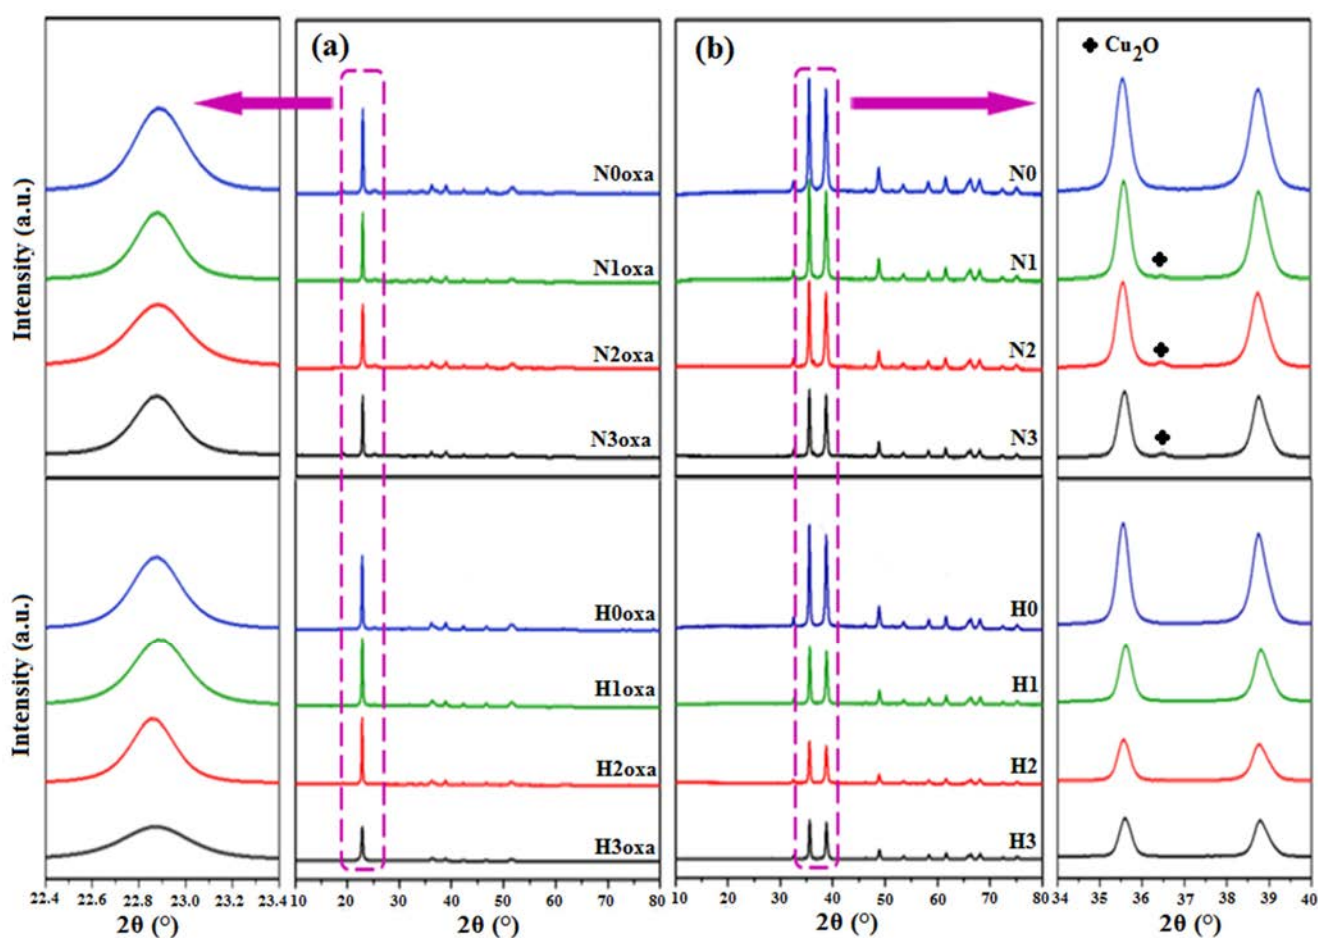 (a)
(b)
✤ Cu2O
Intensity (a.u.)
N0oxa
N1oxa
N2oxa
N3oxa
N0
N1
N2
N3
Intensity (a.u.)
H0oxa
H1oxa
H2oxa
H3oxa
H0
H1
H2
H3
22.4 22.6 22.8 23.0 23.2 23.4
10 20 30 40 50 60 70 80
10 20 30 40 50 60 70 80
34 35 36 37 38 39 40
2θ (°)
2θ (°)
2θ (°)
2θ (°)